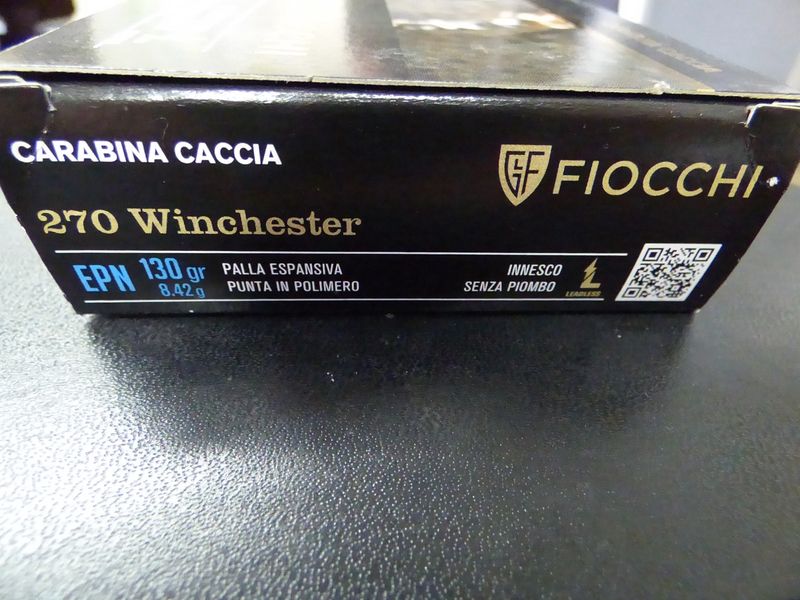 CARABINA CACCIA
GF FIOCCHI
270 Winchester
EPN 130 gr
8.42 g
PALLA ESPANSIVA
PUNTA IN POLIMERO
INNESCO
SENZA PIOMBO
L
LEADLESS